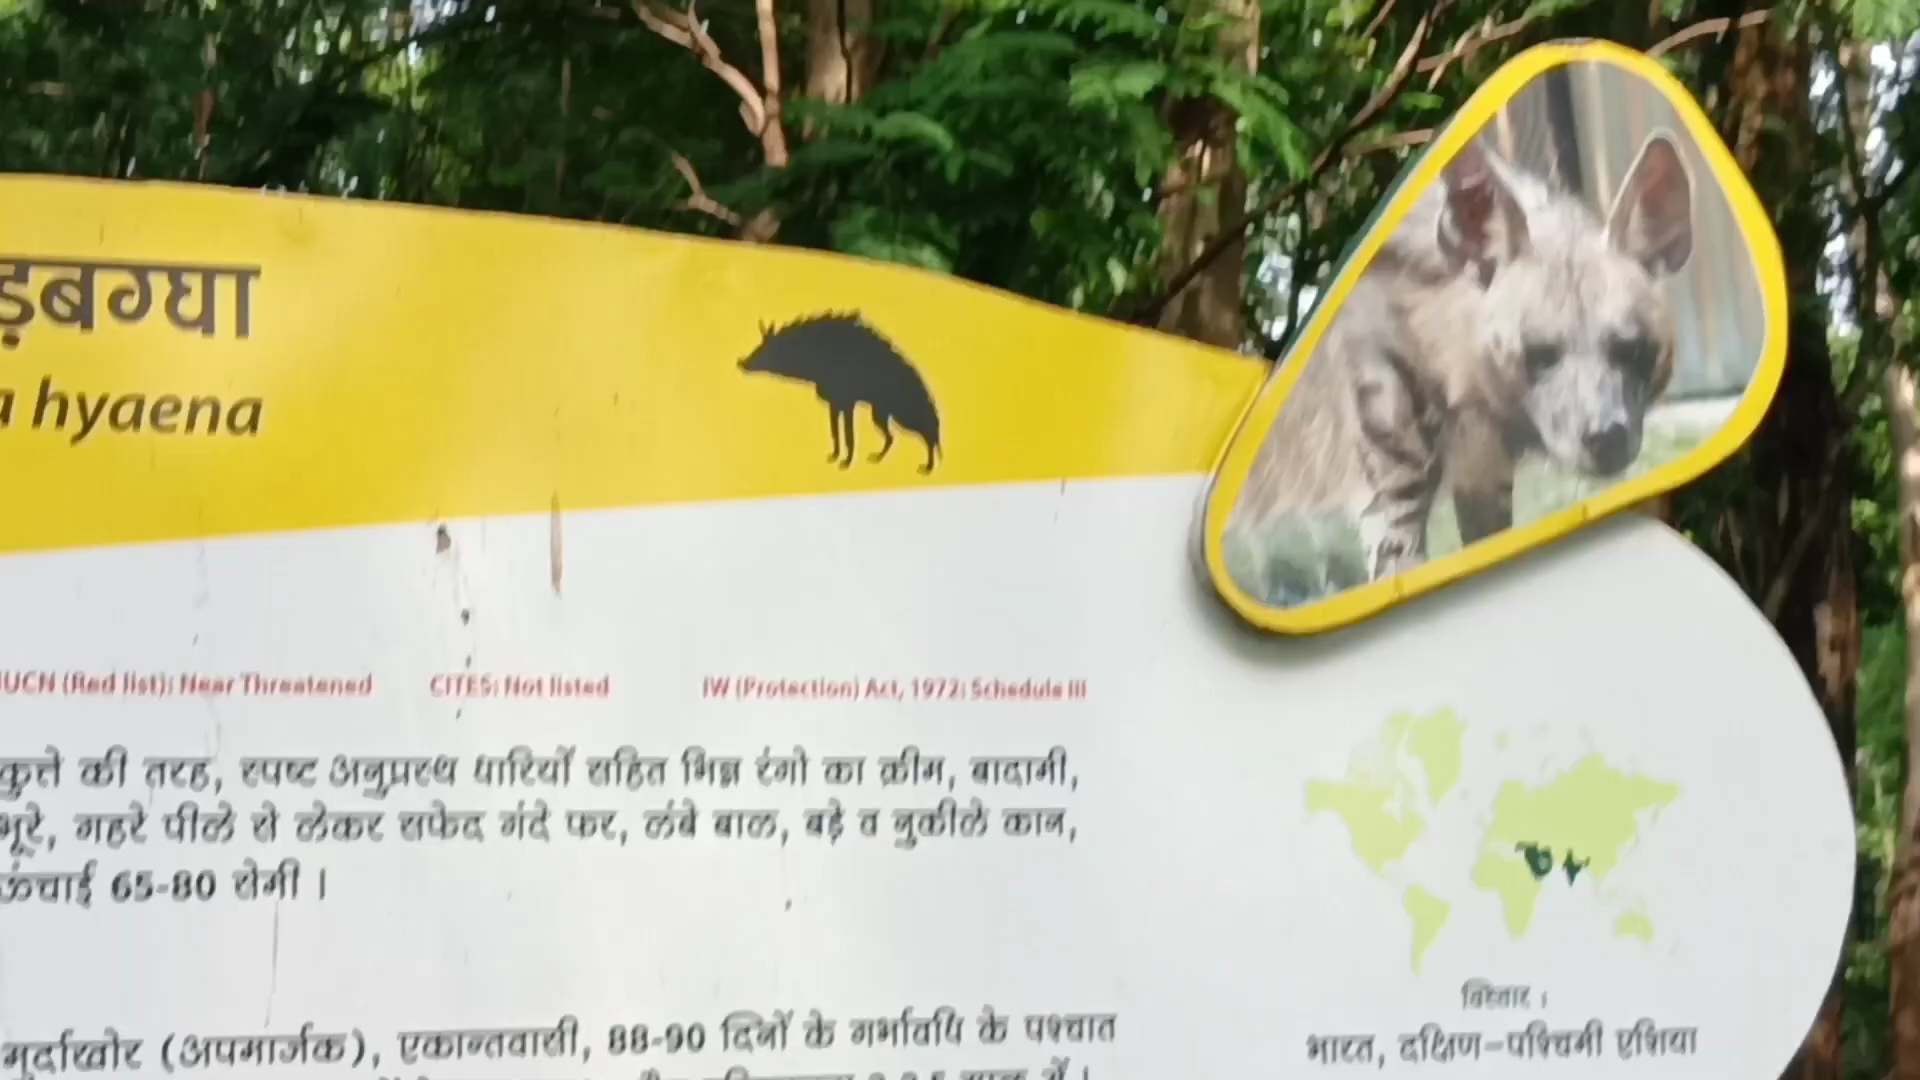 ड़बग्घा
a hyaena
IUCN (Red list): Near Threatened CITES: Not listed IW (Protection) Act, 1972: Schedule III
कुत्ते की तरह, स्पष्ट अनुप्रस्थ धारियों सहित भिन्न रंगो का क्रीम, बादामी,
भूरे, गहरे पीले से लेकर सफेद गंदे फर, लंबे बाल, बड़े व नुकीले कान,
ऊंचाई 65-80 सेमी ।
विस्तार ।
भारत, दक्षिण-पश्चिमी एशिया
मुर्दाखोर (अपमार्जक), एकान्तवासी, 88-90 दिनों के गर्भावधि के पश्चात